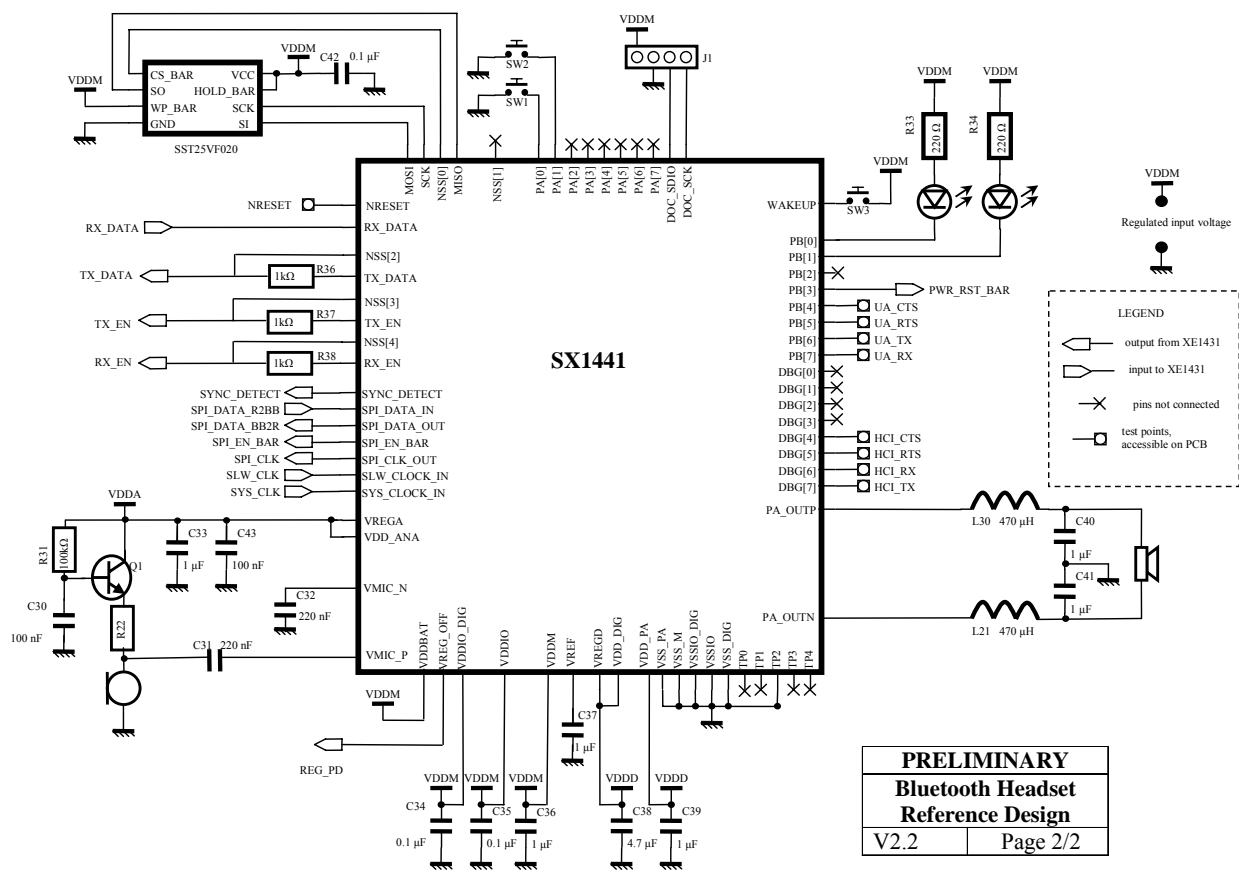 VDDM
CS_BAR
SO
WP_BAR
GND
VCC
HOLD_BAR
SCK
SI
SST25VF020
VDDM
C42
0.1 µF
SW2
SW1
VDDM
J1
VDDM
VDDM
R33
220 Ω
R34
220 Ω
MOSI
SCK
NSS[0]
MISO
NSS[1]
PA[0]
PA[1]
PA[2]
PA[3]
PA[4]
PA[5]
PA[6]
PA[7]
DOC_SDIO
DOC_SCK
VDDM
WAKEUP
SW3
NRESET
NRESET
RX_DATA
RX_DATA
NSS[2]
TX_DATA
1kΩ
R36
TX_DATA
NSS[3]
TX_EN
1kΩ
R37
TX_EN
NSS[4]
RX_EN
1kΩ
R38
RX_EN
SYNC_DETECT
SYNC_DETECT
SPI_DATA_R2BB
SPI_DATA_IN
SPI_DATA_BB2R
SPI_DATA_OUT
SPI_EN_BAR
SPI_EN_BAR
SPI_CLK
SPI_CLK_OUT
SLW_CLK
SLW_CLOCK_IN
SYS_CLK
SYS_CLOCK_IN
SX1441
PB[0]
PB[1]
PB[2]
PB[3]
PWR_RST_BAR
PB[4]
UA_CTS
PB[5]
UA_RTS
PB[6]
UA_TX
PB[7]
UA_RX
DBG[0]
DBG[1]
DBG[2]
DBG[3]
DBG[4]
HCI_CTS
DBG[5]
HCI_RTS
DBG[6]
HCI_RX
DBG[7]
HCI_TX
VDDM
Regulated input voltage
LEGEND
output from XE1431
input to XE1431
pins not connected
test points,
accessible on PCB
VDDA
R31
100kΩ
Q1
C33
1 µF
C43
100 nF
VREGA
VDD_ANA
C30
100 nF
R22
C32
220 nF
VMIC_N
C31
220 nF
VMIC_P
PA_OUTP
L30
470 µH
C40
1 µF
C41
1 µF
PA_OUTN
L21
470 µH
VDDBAT
VREG_OFF
VDDIO_DIG
VDDIO
VDDM
VREF
VREGD
VDD_DIG
VDD_PA
VSS_PA
VSS_M
VSSIO_DIG
VSSIO
VSS_DIG
TP0
TP1
TP2
TP3
TP4
VDDM
REG_PD
C37
1 µF
VDDM
C34
0.1 µF
VDDM
C35
0.1 µF
VDDM
C36
1 µF
VDDD
C38
4.7 µF
VDDD
C39
1 µF
PRELIMINARY
Bluetooth Headset
Reference Design
V2.2
Page 2/2